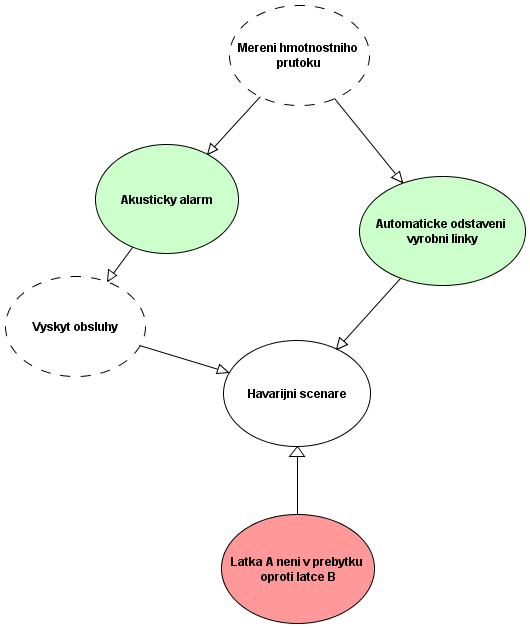 Mereni hmotnostniho
prutoku
Akusticky alarm
Automaticke odstaveni
vyrobni linky
Vyskyt obsluhy
Havarijni scenare
Latka A neni v prebytku
oproti latce B